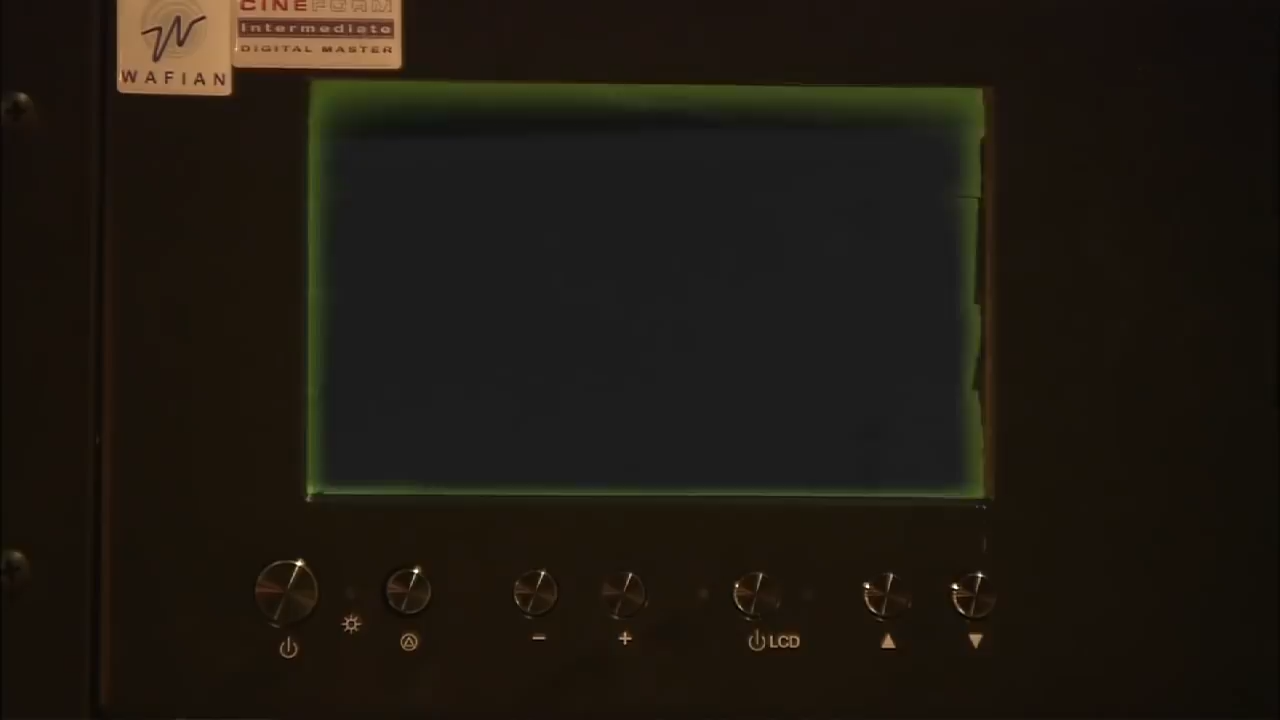 CINEFORM
Intermediate
DIGITAL MASTER
WAFIAN
LCD